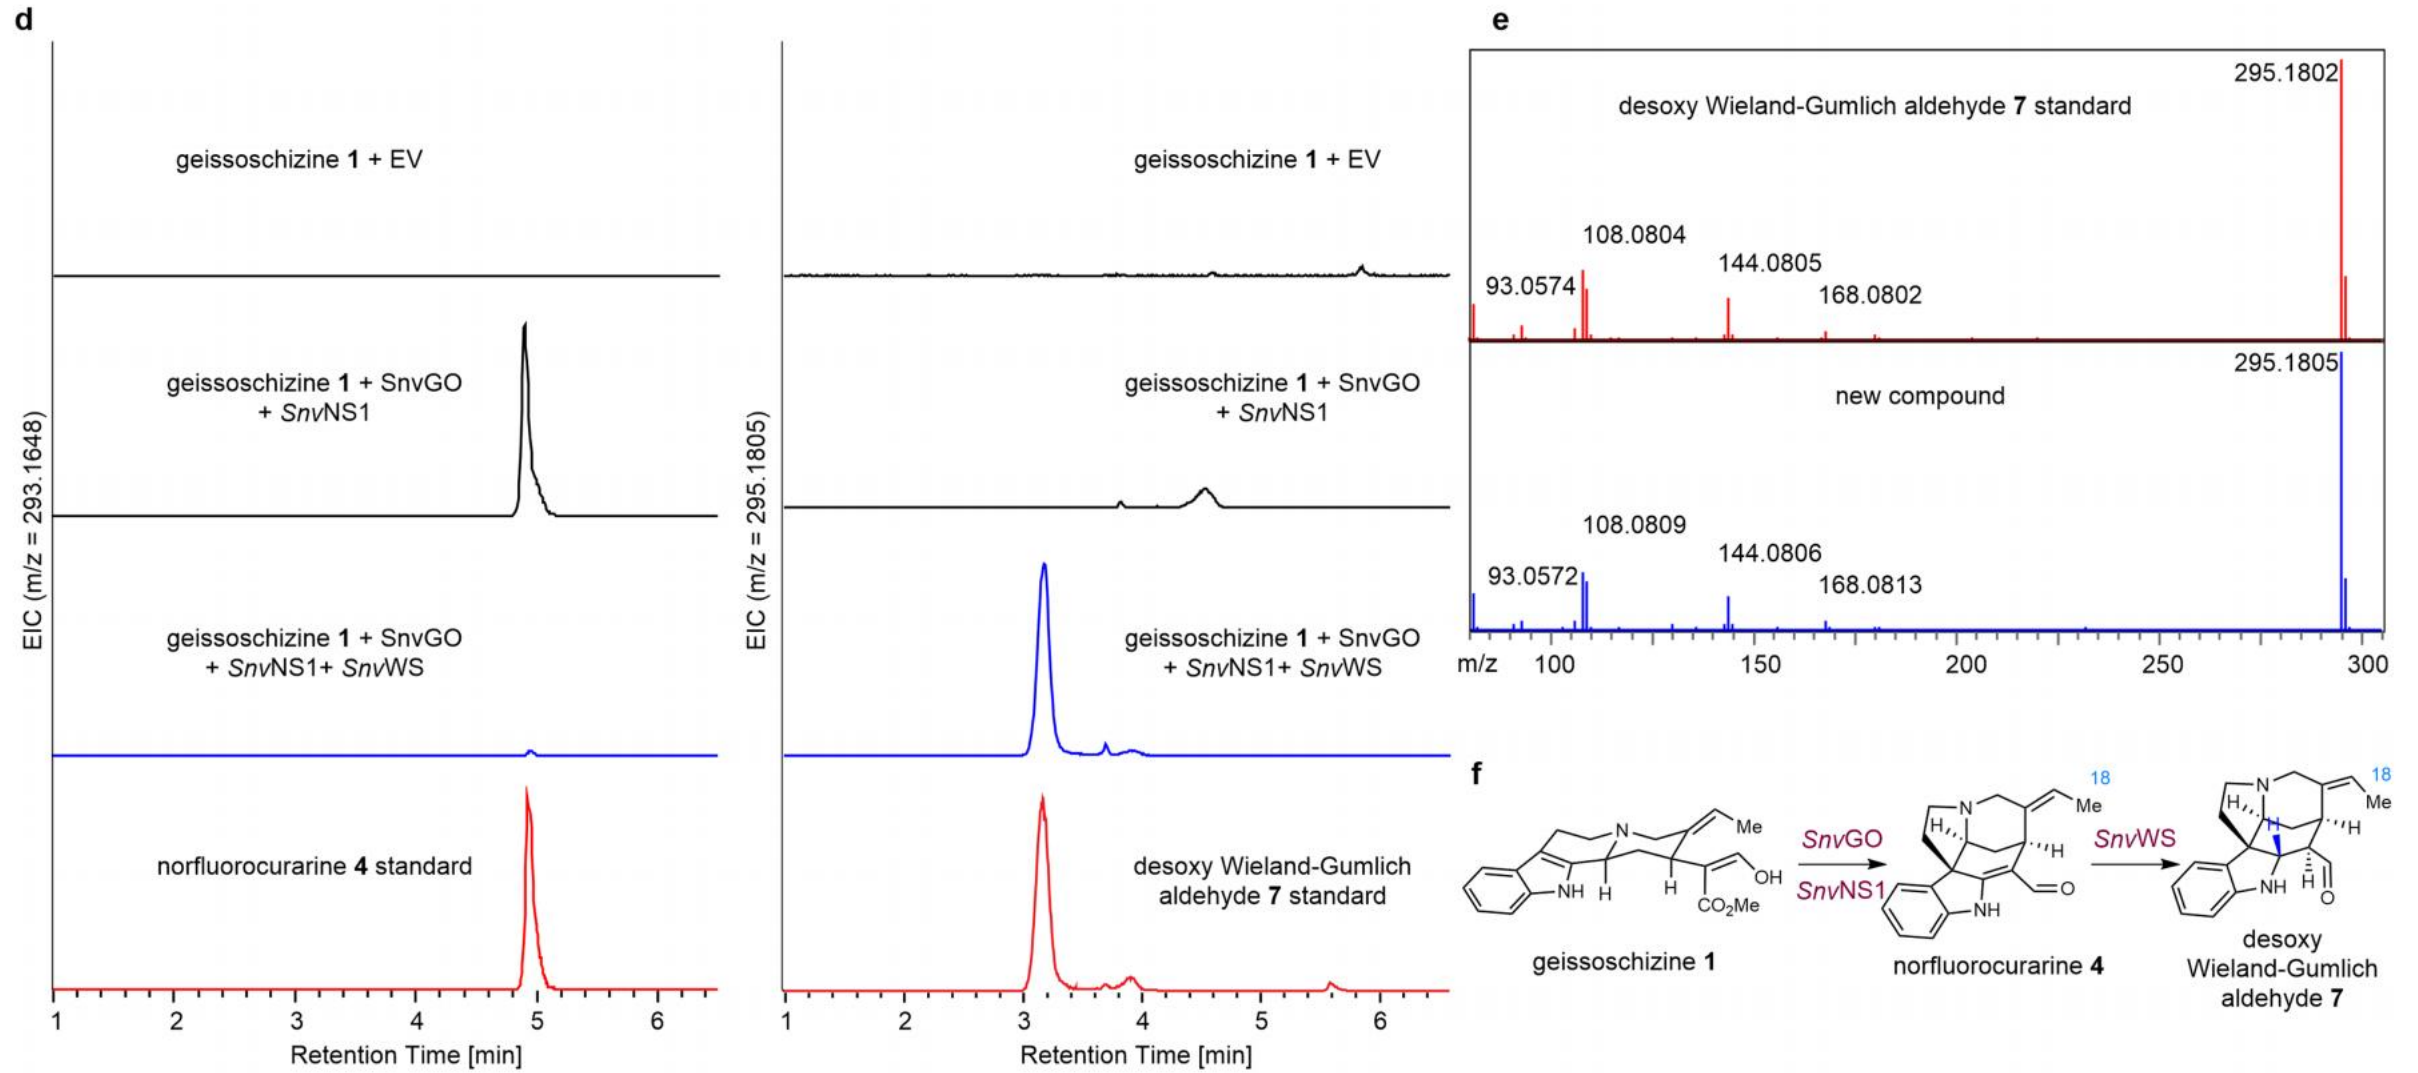 d
EIC (m/z = 293.1648)
geissoschizine 1 + EV
geissoschizine 1 + SnvGO
+ SnvNS1
geissoschizine 1 + SnvGO
+ SnvNS1+ SnvWS
norfluorocurarine 4 standard
1 2 3 4 5 6
Retention Time [min]
EIC (m/z = 295.1805)
geissoschizine 1 + EV
geissoschizine 1 + SnvGO
+ SnvNS1
geissoschizine 1 + SnvGO
+ SnvNS1+ SnvWS
desoxy Wieland-Gumlich
aldehyde 7 standard
1 2 3 4 5 6
Retention Time [min]
e
295.1802
desoxy Wieland-Gumlich aldehyde 7 standard
108.0804
144.0805
93.0574
168.0802
295.1805
new compound
108.0809
144.0806
93.0572
168.0813
m/z 100 150 200 250 300
f
N
Me
NH
H
H
OH
CO2Me
geissoschizine 1
SnvGO
SnvNS1
18
Me
N
H
H
O
NH
norfluorocurarine 4
SnvWS
18
Me
N
H
H
H
NH
H
O
desoxy
Wieland-Gumlich
aldehyde 7